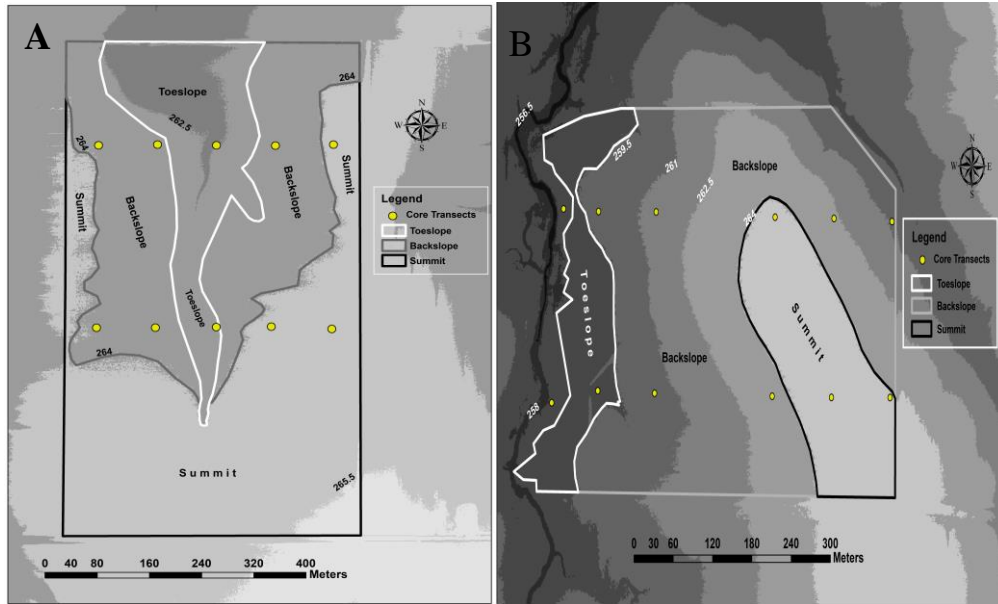 A
264
Toeslope
262.5
N
W E
S
264
Summit
Backslope
Backslope
Summit
Legend
Core Transects
Toeslope
Backslope
Summit
Toeslope
264
Summit
265.5
0 80 160 240 320 400
Meters
B
256.5
259.5
261
Backslope
262.5
264
N
W E
S
Legend
Core Transects
Toeslope
Backslope
Summit
Toeslope
Summit
Backslope
258
0 30 60 120 180 240 300
Meters